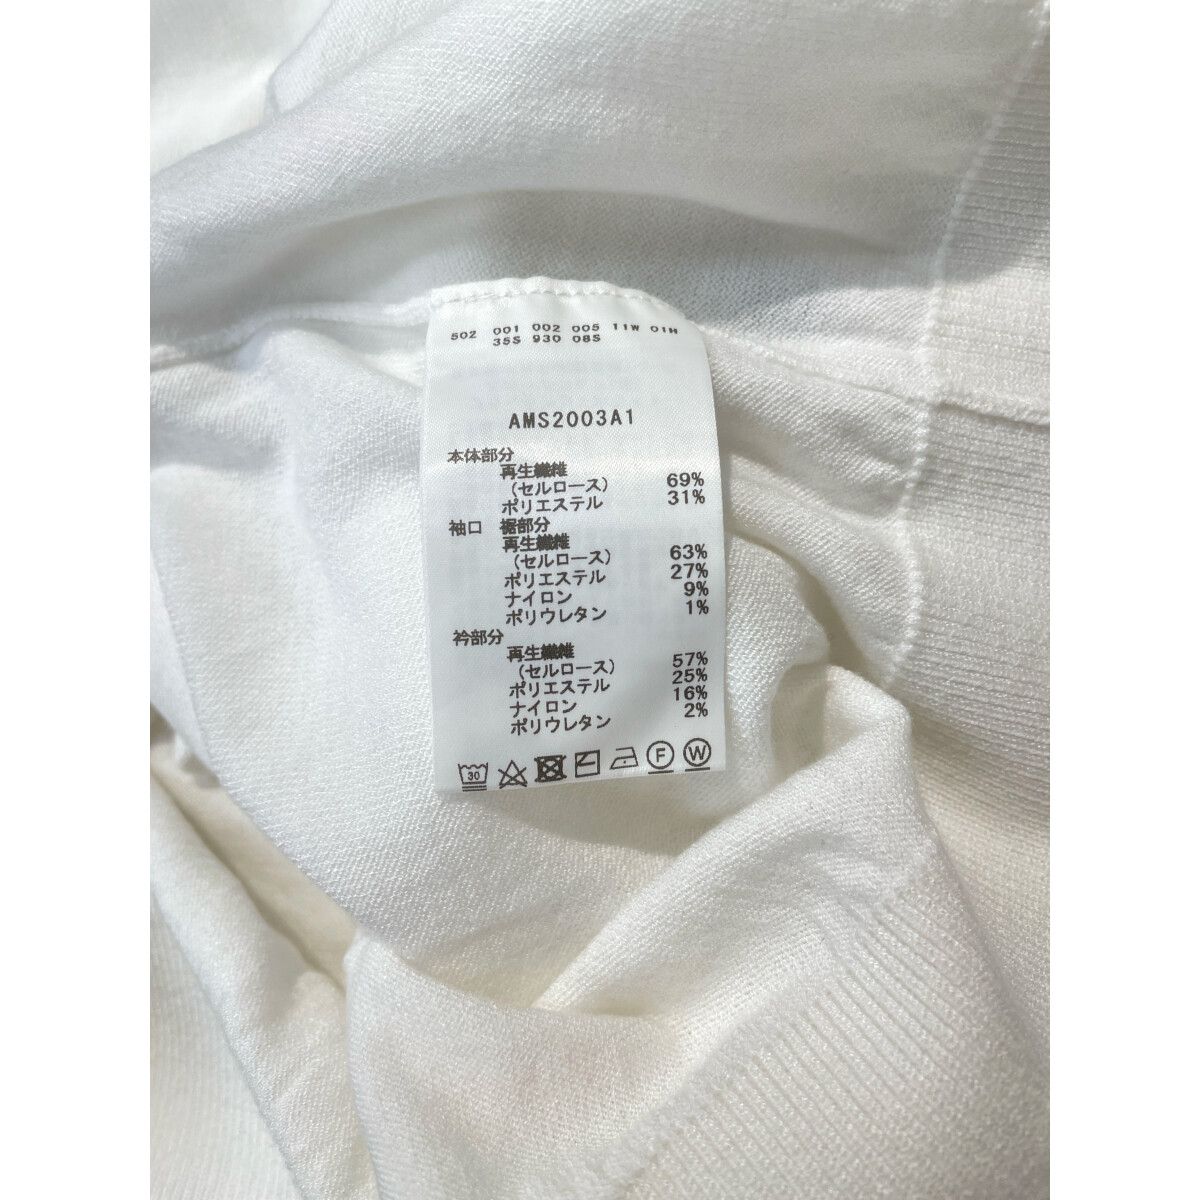 502 001 002 005 11W 01H
35S 930 08S
AMS2003A1
本体部分
再生繊維
(セルロース) 69%
ポリエステル 31%
袖口 裾部分
再生繊維
(セルロース) 63%
ポリエステル 27%
ナイロン 9%
ポリウレタン 1%
衿部分
再生繊維
(セルロース) 57%
ポリエステル 25%
ナイロン 16%
ポリウレタン 2%
30 F W